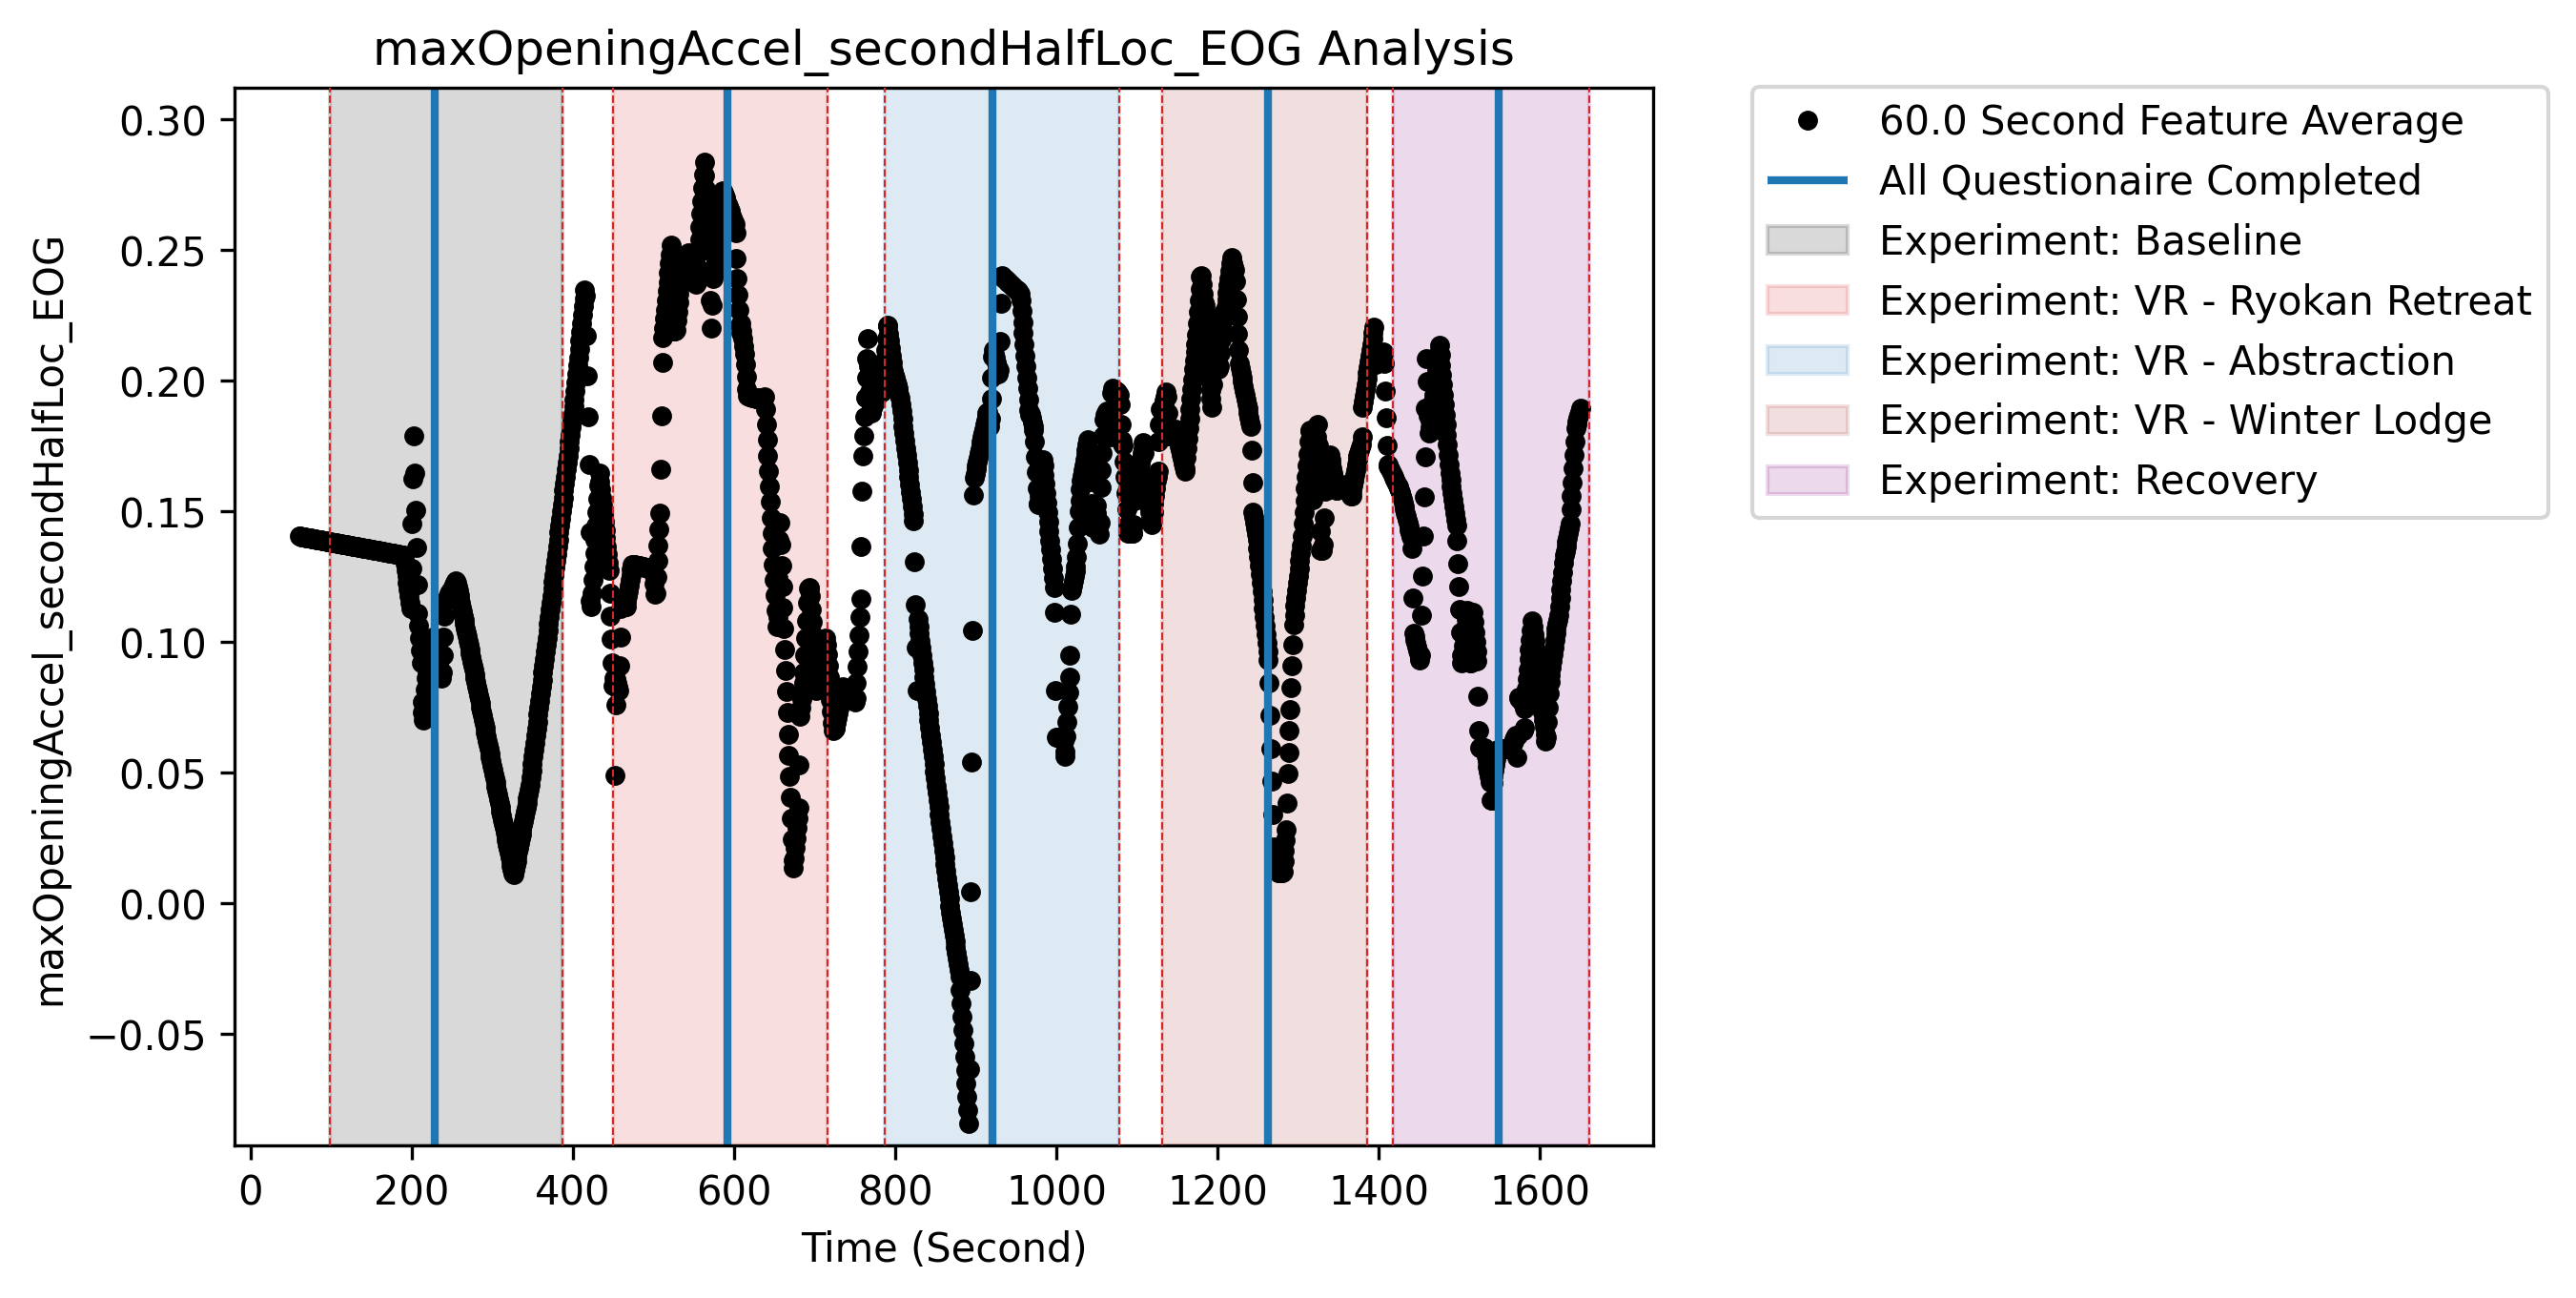 maxOpeningAccel_secondHalfLoc_EOG Analysis
maxOpeningAccel_secondHalfLoc_EOG
0.30
0.25
0.20
0.15
0.10
0.05
0.00
−0.05
0 200 400 600 800 1000 1200 1400 1600
Time (Second)
60.0 Second Feature Average
All Questionaire Completed
Experiment: Baseline
Experiment: VR - Ryokan Retreat
Experiment: VR - Abstraction
Experiment: VR - Winter Lodge
Experiment: Recovery